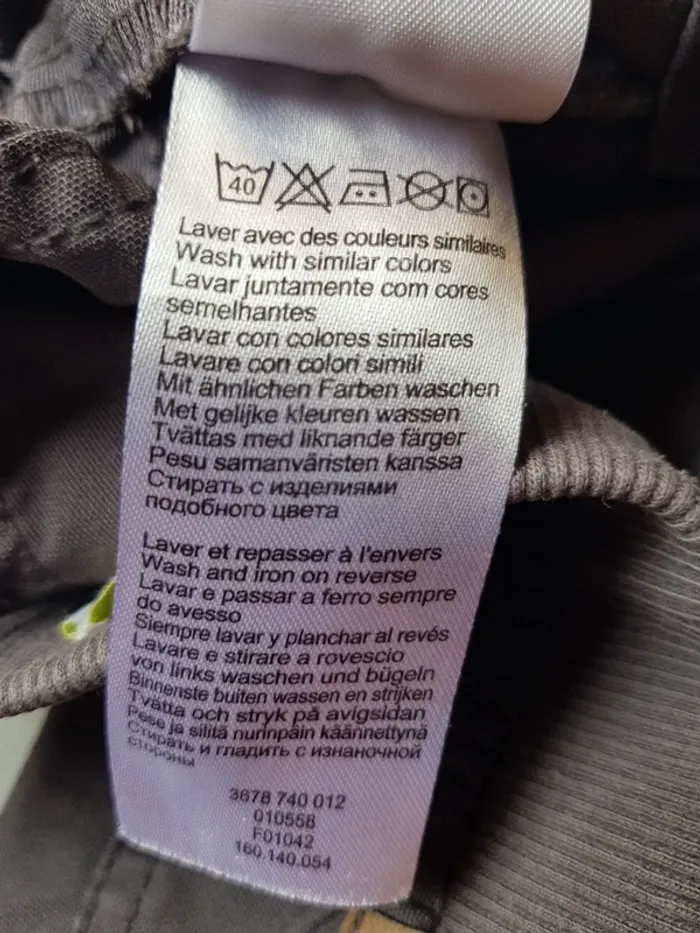 40
Laver avec des couleurs similaires
Wash with similar colors
Lavar juntamente com cores
semelhantes
Lavar con colores similares
Lavare con colori simili
Mit ähnlichen Farben waschen
Met gelijke kleuren wassen
Tvättas med liknande färger
Pesu samanväristen kanssa
Стирать с изделиями
подобного цвета
Laver et repasser à l'envers
Wash and iron on reverse
Lavar e passar a ferro sempre
do avesso
Siempre lavar y planchar al revés
Lavare e stirare a rovescio
von links waschen und bügeln
Binnenste buiten wassen en strijken
Tvätta och stryk på avigsidan
Pese ja silitä nurinpäin käännettynä
Стирать и гладить с изнаночной
стороны
3678 740 012
010558
F01042
160.140.054